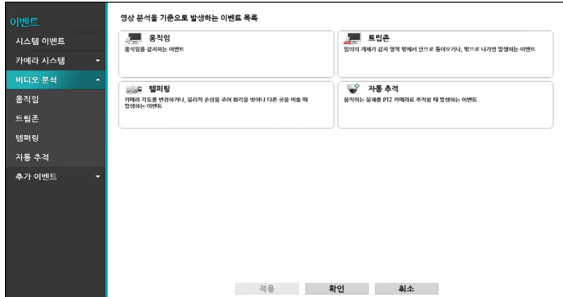 이벤트
시스템 이벤트
카메라 시스템
비디오 분석
움직임
트립존
템퍼링
자동 추적
추가 이벤트
영상 분석을 기준으로 발생하는 이벤트 목록
움직임
움직임을 감지하는 이벤트
트립존
임의의 개체가 감지 영역 밖에서 안으로 들어오거나, 밖으로 나가면 발생하는 이벤트
템퍼링
카메라 각도를 변경하거나, 물리적 손상을 주어 화각을 벗어나 다른 곳을 비출 때
발생하는 이벤트
자동 추적
움직이는 물체를 PTZ 카메라로 추적할 때 발생하는 이벤트
적용
확인
취소